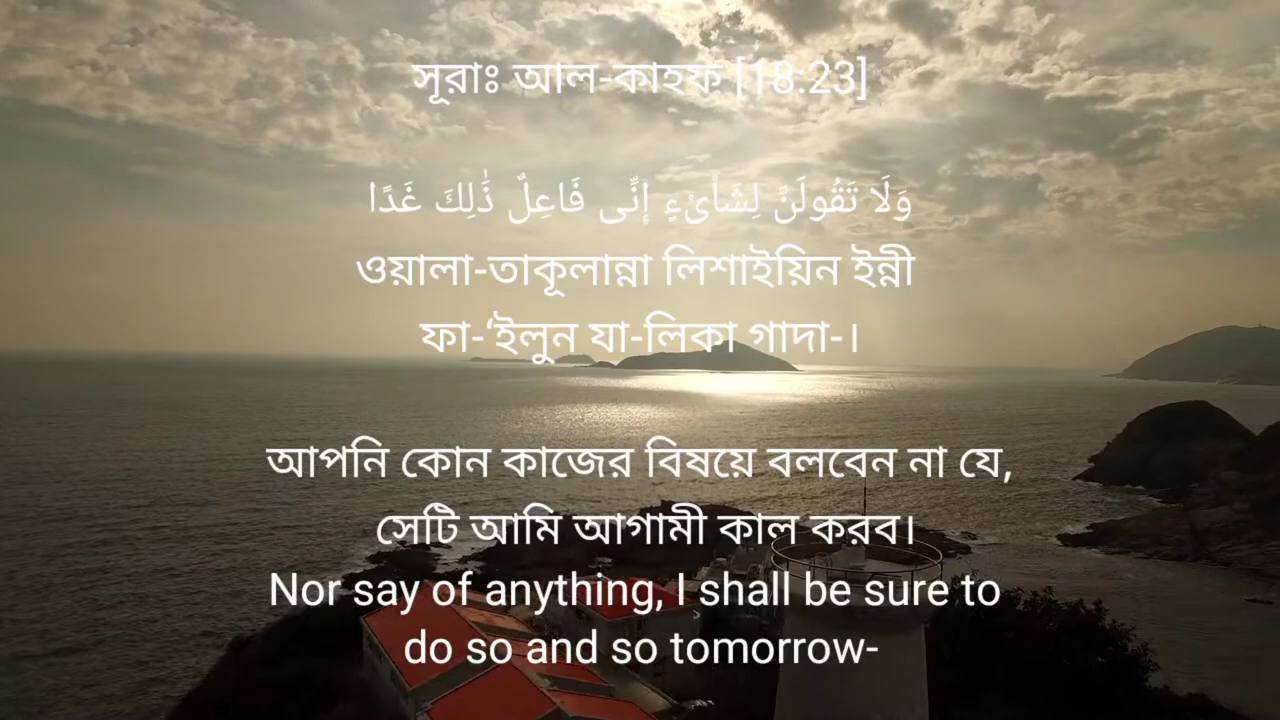 সূরাঃ আল-কাহফ [18:23]
وَلَا تَقُولَنَّ لِشَا۟ىْءٍ إِنِّى فَاعِلٌ ذَٰلِكَ غَدًا
ওয়ালা-তাকূলান্না লিশাইয়িন ইন্নী
ফা-‘ইলুন যা-লিকা গাদা-।
আপনি কোন কাজের বিষয়ে বলবেন না যে,
সেটি আমি আগামী কাল করব।
Nor say of anything, I shall be sure to
do so and so tomorrow-